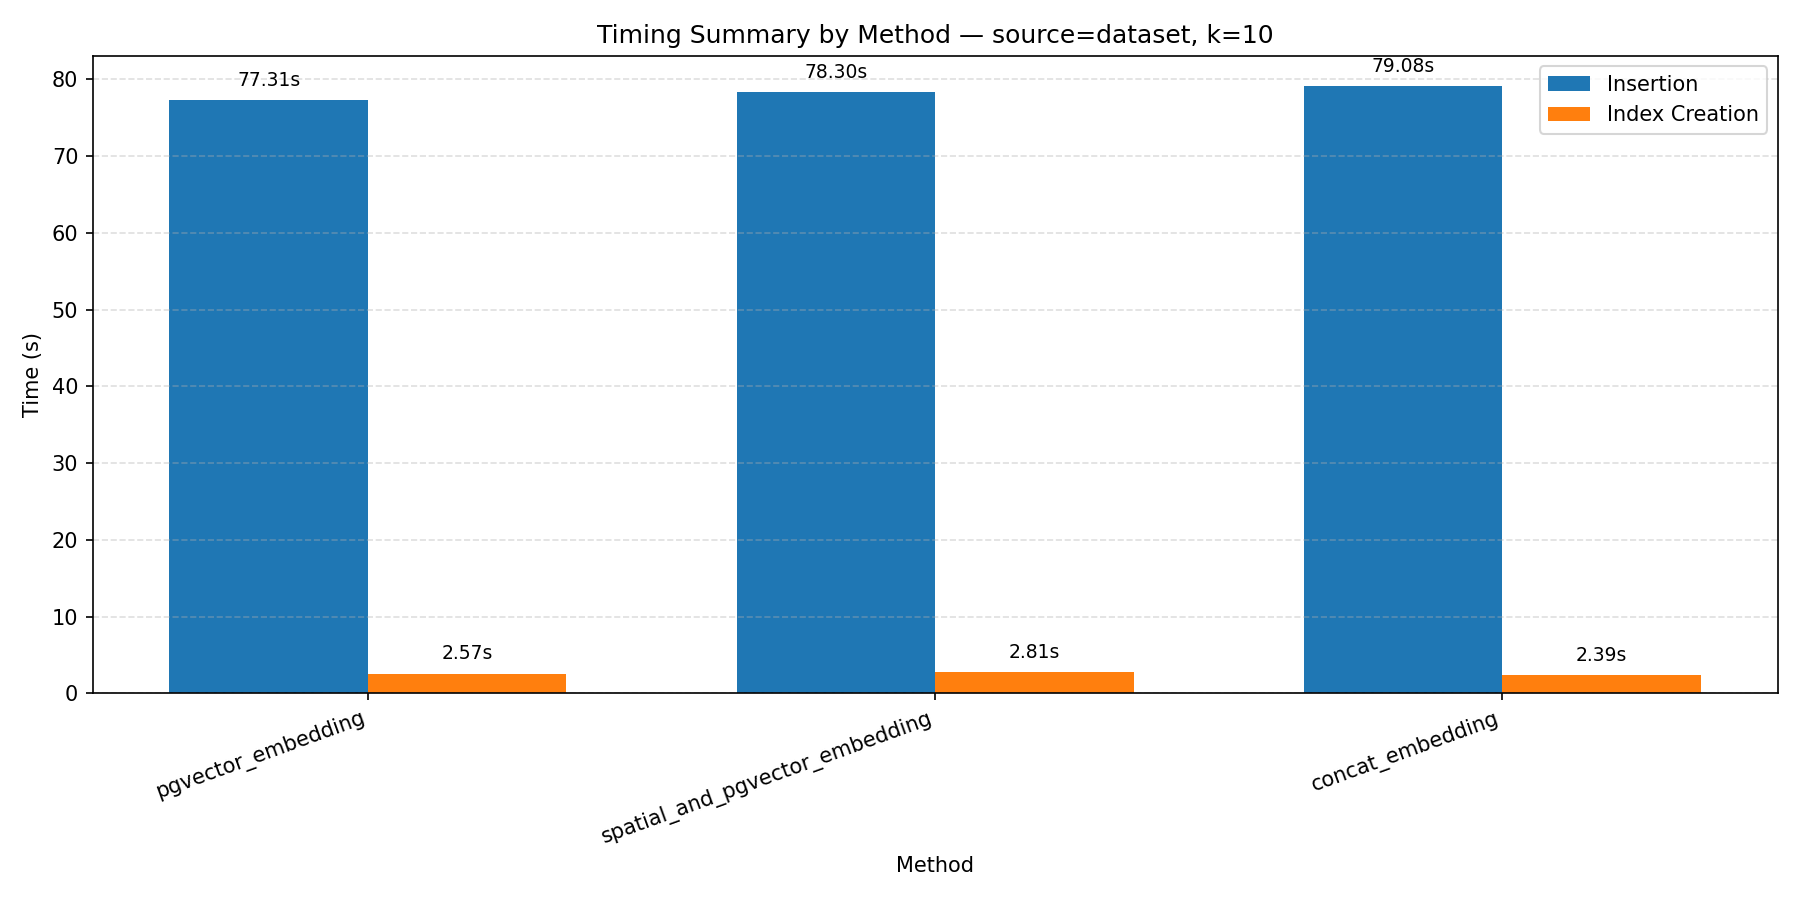 Timing Summary by Method — source=dataset, k=10
77.31s
78.30s
79.08s
Insertion
Index Creation
80
70
60
50
40
30
20
10
0
Time (s)
2.57s
2.81s
2.39s
pgvector_embedding
spatial_and_pgvector_embedding
concat_embedding
Method